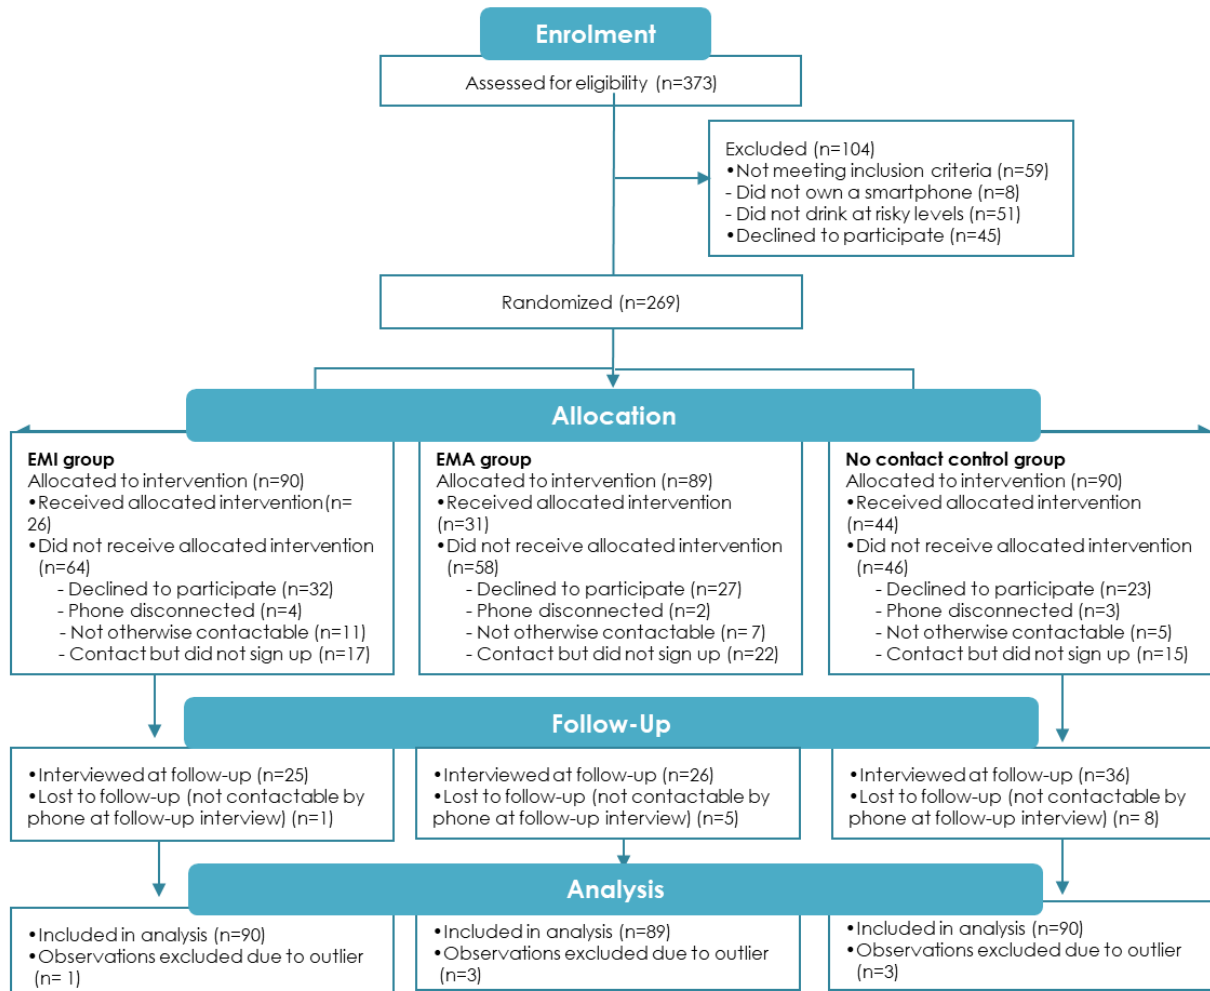 Enrolment
Assessed for eligibility (n=373)
Excluded (n=104)
•Not meeting inclusion criteria (n=59)
- Did not own a smartphone (n=8)
- Did not drink at risky levels (n=51)
•Declined to participate (n=45)
Randomized (n=269)
Allocation
EMI group
Allocated to intervention (n=90)
•Received allocated intervention(n=
26)
•Did not receive allocated intervention
(n=64)
- Declined to participate (n=32)
- Phone disconnected (n=4)
- Not otherwise contactable (n=11)
- Contact but did not sign up (n=17)
EMA group
Allocated to intervention (n=89)
•Received allocated intervention
(n=31)
•Did not receive allocated intervention
(n=58)
- Declined to participate (n=27)
- Phone disconnected (n=2)
- Not otherwise contactable (n= 7)
- Contact but did not sign up (n=22)
No contact control group
Allocated to intervention (n=90)
•Received allocated intervention
(n=44)
•Did not receive allocated intervention
(n=46)
- Declined to participate (n=23)
- Phone disconnected (n=3)
- Not otherwise contactable (n=5)
- Contact but did not sign up (n=15)
Follow-Up
•Interviewed at follow-up (n=25)
•Lost to follow-up (not contactable by
phone at follow-up interview) (n=1)
•Interviewed at follow-up (n=26)
•Lost to follow-up (not contactable by
phone at follow-up interview) (n=5)
•Interviewed at follow-up (n=36)
•Lost to follow-up (not contactable by
phone at follow-up interview) (n= 8)
Analysis
•Included in analysis (n=90)
•Observations excluded due to outlier
(n= 1)
•Included in analysis (n=89)
•Observations excluded due to outlier
(n=3)
•Included in analysis (n=90)
•Observations excluded due to outlier
(n=3)